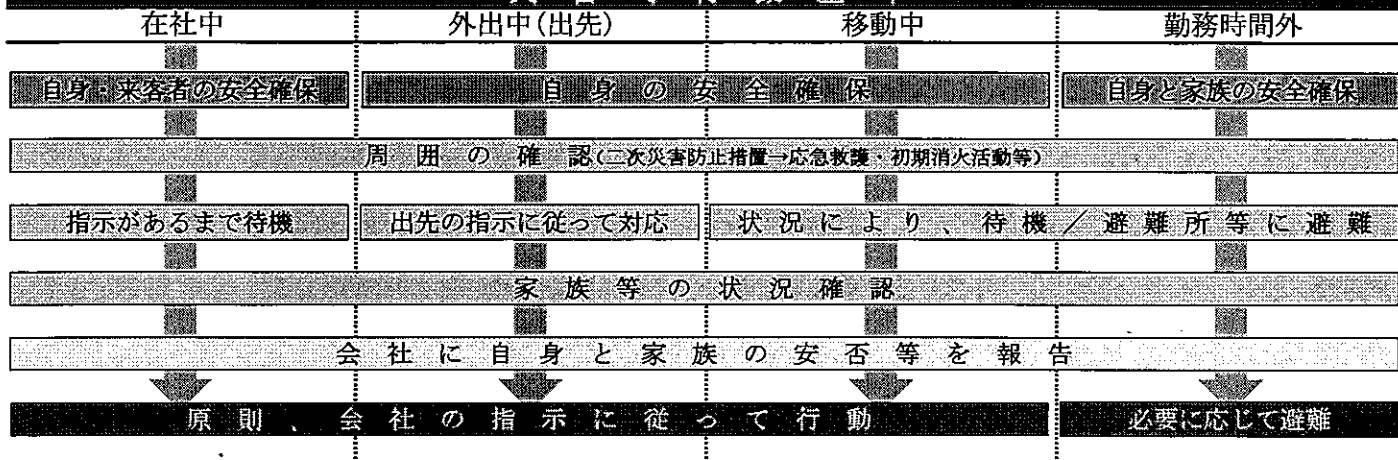 在社中 外出中(出先) 移動中 勤務時間外
自身・来客者の安全確保 自身の安全確保 自身と家族の安全確保
周囲の確認(二次災害防止措置→応急救護・初期消火活動等)
指示があるまで待機 出先の指示に従って対応 状況により、待機/避難所等に避難
家族等の状況確認
会社に自身と家族の安否等を報告
原則、会社の指示に従って行動 必要に応じて避難